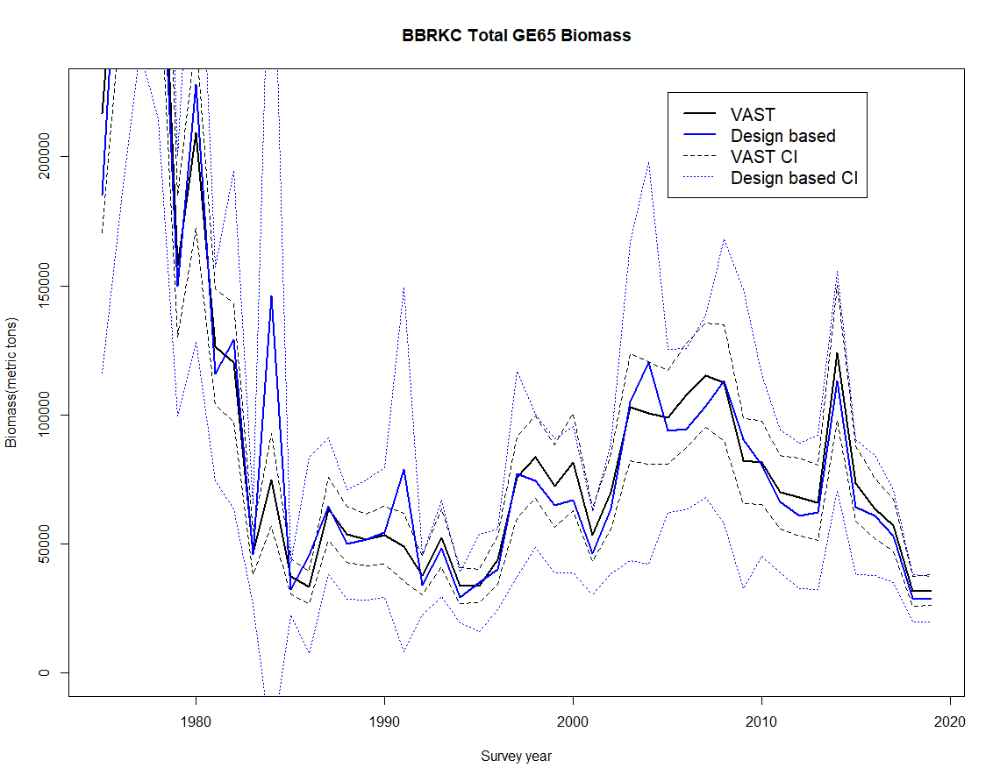 BBRKC Total GE65 Biomass
VAST
Design based
VAST CI
Design based CI
Biomass(metric tons)
200000
150000
100000
50000
0
1980 1990 2000 2010 2020
Survey year